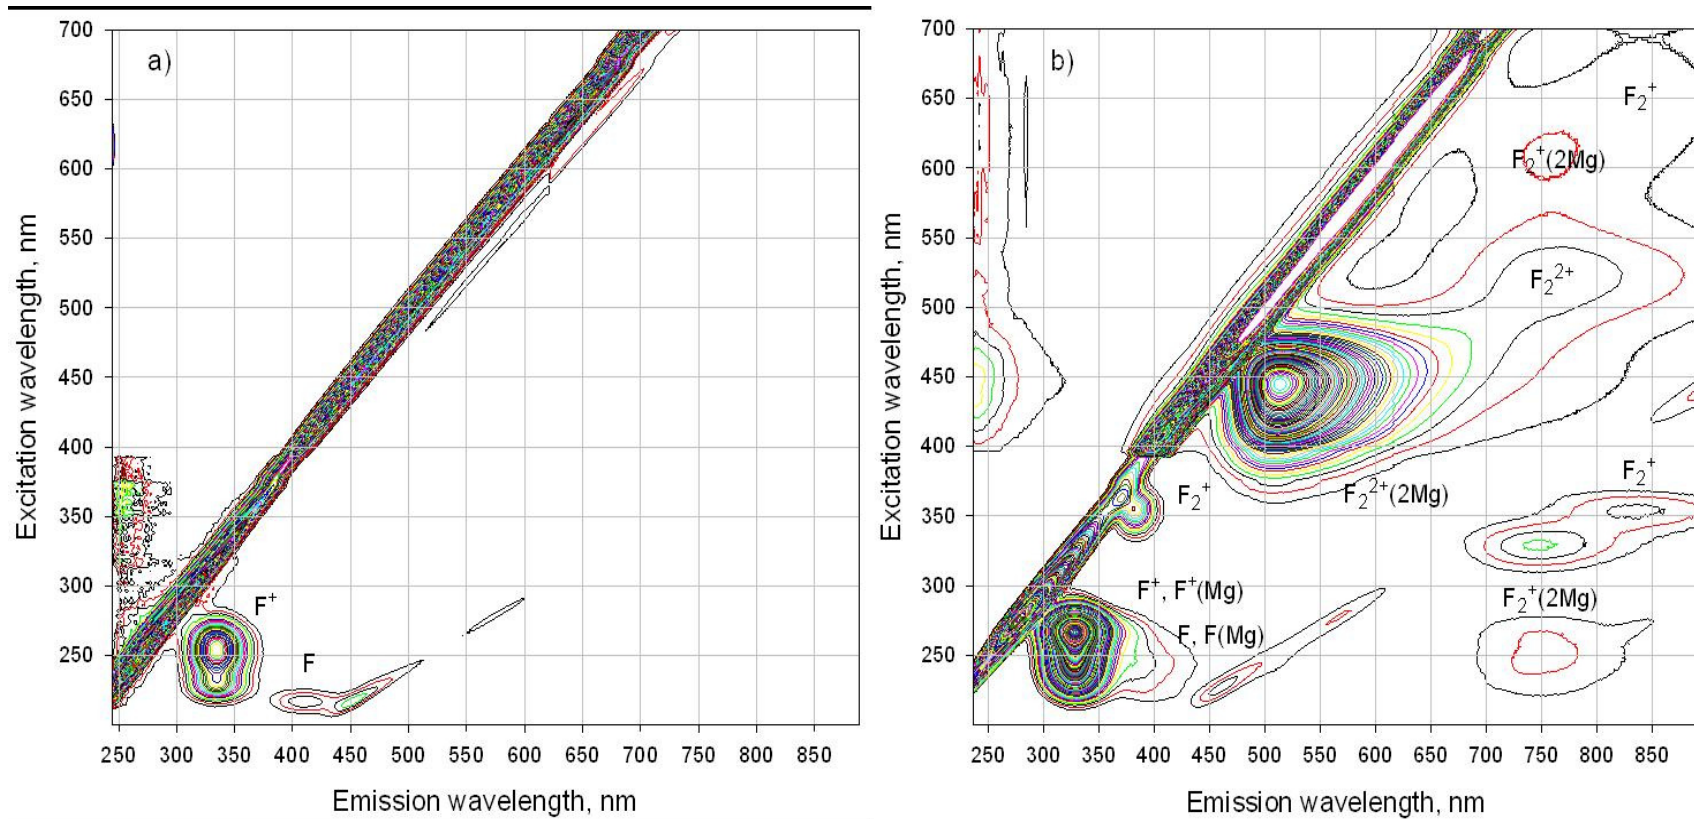 a)
700
650
600
550
500
450
400
350
300
250
Excitation wavelength, nm
F⁺
F
250 300 350 400 450 500 550 600 650 700 750 800 850
Emission wavelength, nm
b)
700
650
600
550
500
450
400
350
300
250
Excitation wavelength, nm
F₂⁺
F₂⁺(2Mg)
F₂²⁺
F₂⁺
F₂⁺
F₂²⁺(2Mg)
F⁺, F⁺(Mg)
F₂⁺(2Mg)
F, F(Mg)
250 300 350 400 450 500 550 600 650 700 750 800 850
Emission wavelength, nm